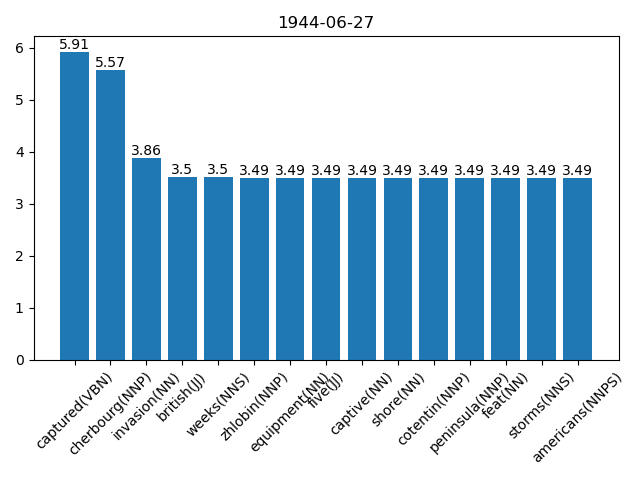 1944-06-27
6
5
4
3
2
1
0
5.91
5.57
3.86
3.5
3.5
3.49
3.49
3.49
3.49
3.49
3.49
3.49
3.49
3.49
3.49
captured(VBN)
cherbourg(NNP)
invasion(NN)
british(JJ)
weeks(NNS)
zhlobin(NNP)
equipment(NN)
five(JJ)
captive(NN)
shore(NN)
cotentin(NNP)
peninsula(NNP)
feat(NN)
storms(NNS)
americans(NNPS)